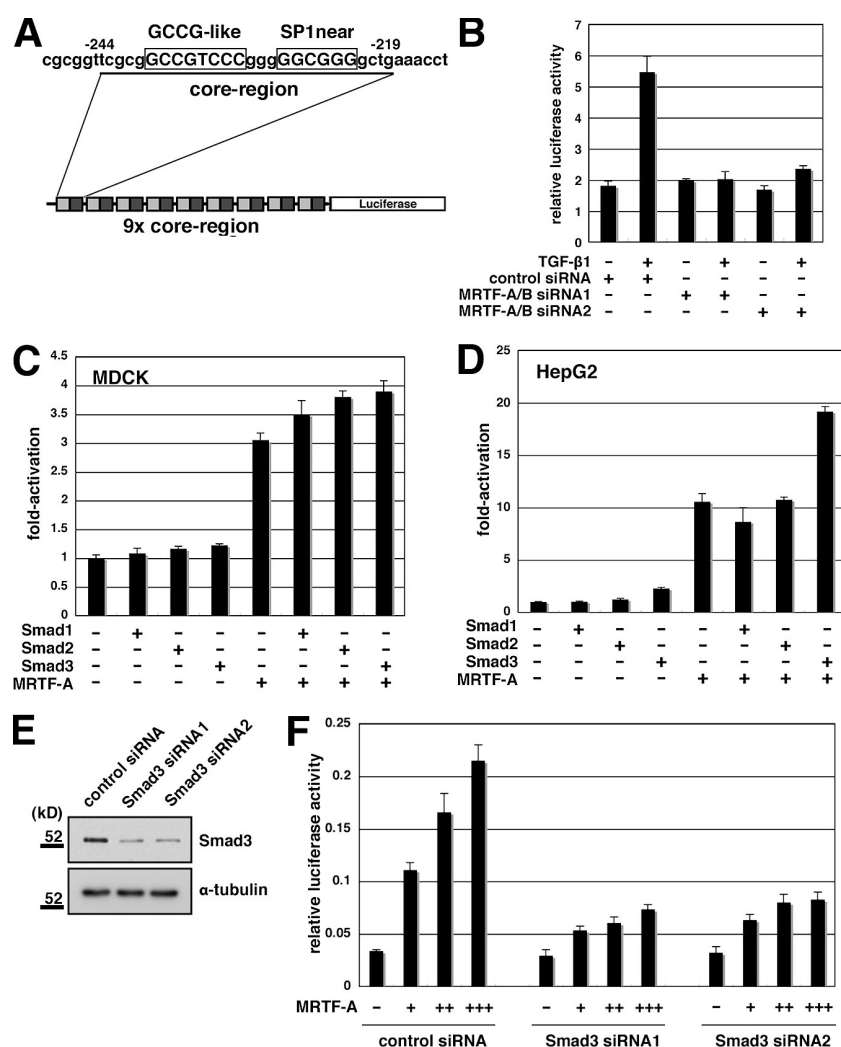 A
GCCG-like SP1near
-244 -219
cgcggttcgcgGCCGTCCCgggGGCGGGgctgaaacct
core-region
Luciferase
9x core-region
B
relative luciferase activity
7
6
5
4
3
2
1
0
TGF-β1 – + – + – +
control siRNA + + – – – –
MRTF-A/B siRNA1 – – + + – –
MRTF-A/B siRNA2 – – – – + +
C
MDCK
fold-activation
4.5
4
3.5
3
2.5
2
1.5
1
0.5
0
Smad1 – + – – – + – –
Smad2 – – + – – – + –
Smad3 – – – + – – – +
MRTF-A – – – – + + + +
D
HepG2
fold-activation
25
20
15
10
5
0
Smad1 – + – – – + – –
Smad2 – – + – – – + –
Smad3 – – – + – – – +
MRTF-A – – – – + + + +
E
control siRNA
Smad3 siRNA1
Smad3 siRNA2
(kD)
52
Smad3
52
α-tubulin
F
relative luciferase activity
0.25
0.2
0.15
0.1
0.05
0
MRTF-A – + ++ +++ – + ++ +++ – + ++ +++
control siRNA Smad3 siRNA1 Smad3 siRNA2